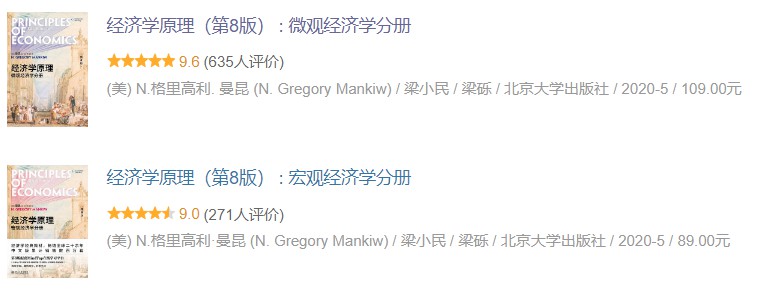 PRINCIPLES
OF ECONOMICS
N. GREGORY MANKIW
经济学原理
微观经济学分册
经济学原理（第8版） : 微观经济学分册
9.6 (635人评价)
(美) N.格里高利. 曼昆 (N. Gregory Mankiw) / 梁小民 / 梁砾 / 北京大学出版社 / 2020-5 / 109.00元
PRINCIPLES
OF
ECONOMICS
经济学原理
宏观经济学分册
经济学原理（第8版） : 宏观经济学分册
9.0 (271人评价)
(美) N.格里高利·曼昆 (N. Gregory Mankiw) / 梁小民 / 梁砾 / 北京大学出版社 / 2020-5 / 89.00元